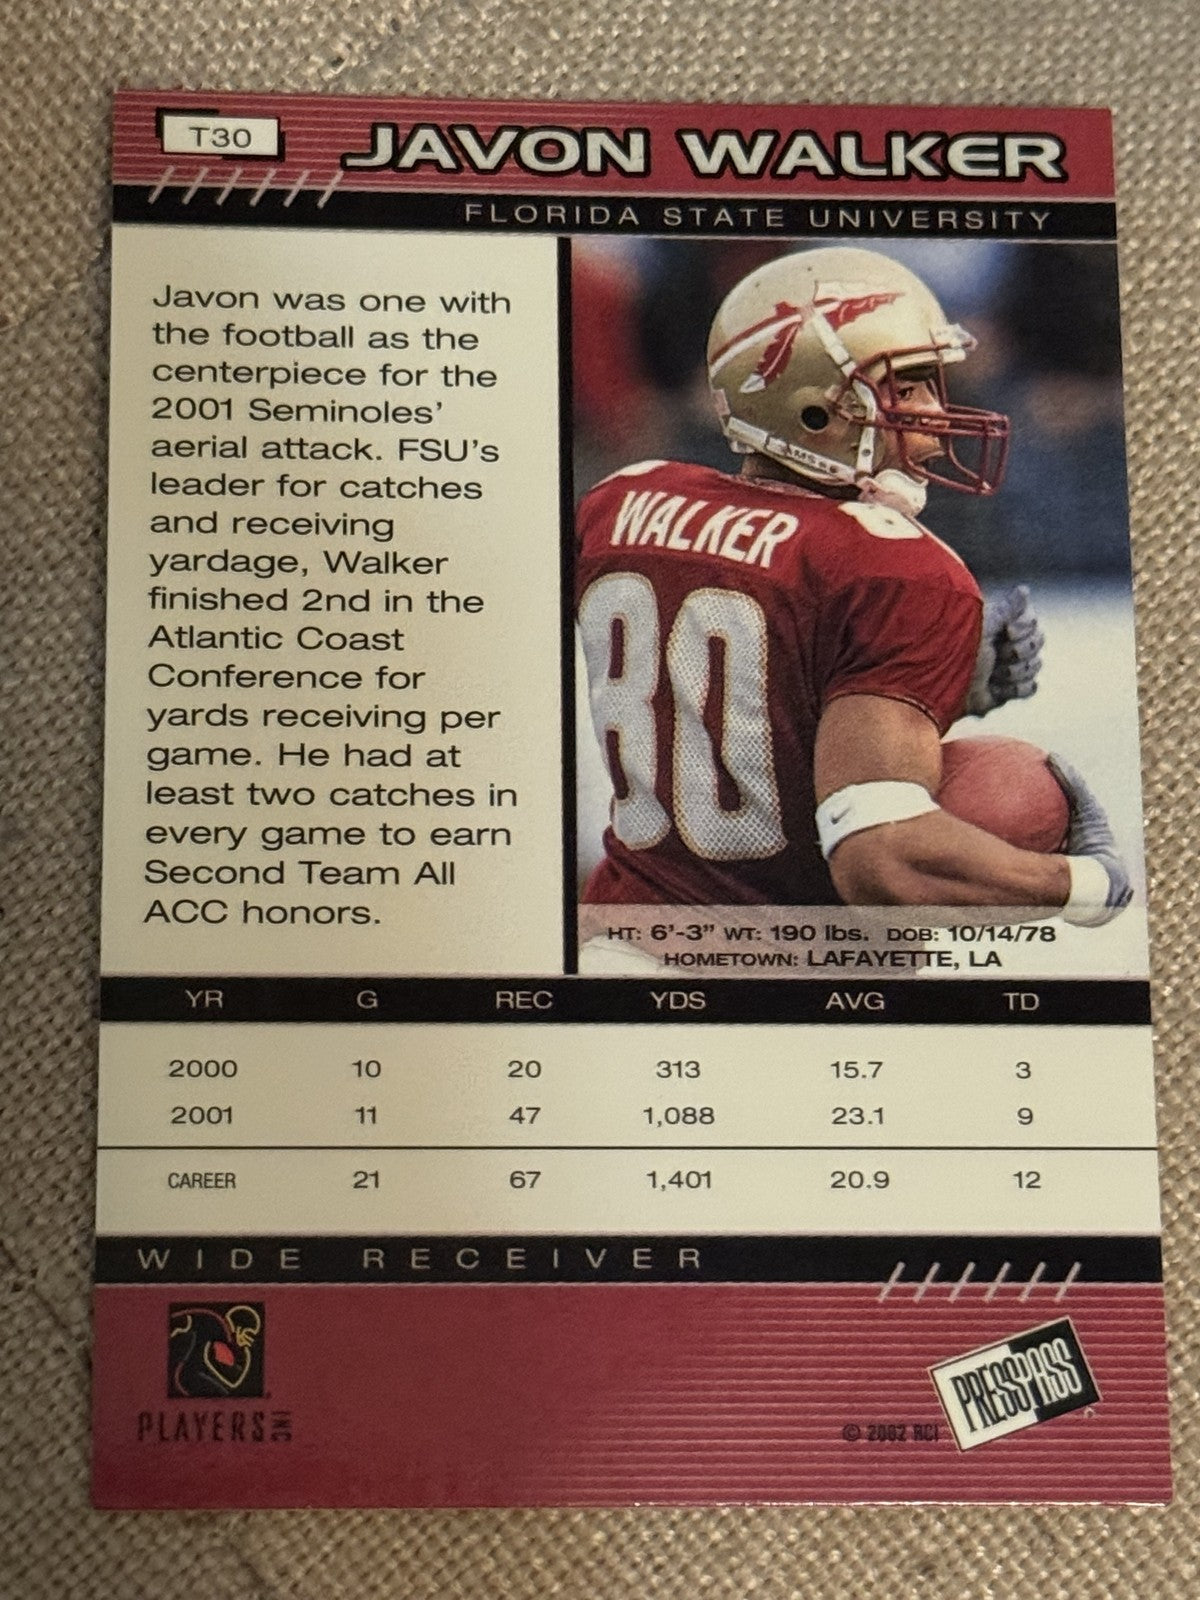 T30
JAVON WALKER
FLORIDA STATE UNIVERSITY
Javon was one with
the football as the
centerpiece for the
2001 Seminoles'
aerial attack. FSU's
leader for catches
and receiving
yardage, Walker
finished 2nd in the
Atlantic Coast
Conference for
yards receiving per
game. He had at
least two catches in
every game to earn
Second Team All
ACC honors.
WALKER
80
HT: 6'-3" WT: 190 lbs. DOB: 10/14/78
HOMETOWN: LAFAYETTE, LA
YR G REC YDS AVG TD
2000 10 20 313 15.7 3
2001 11 47 1,088 23.1 9
CAREER 21 67 1,401 20.9 12
WIDE RECEIVER
PLAYERS INC
© 2002 RCI
PRESS PASS